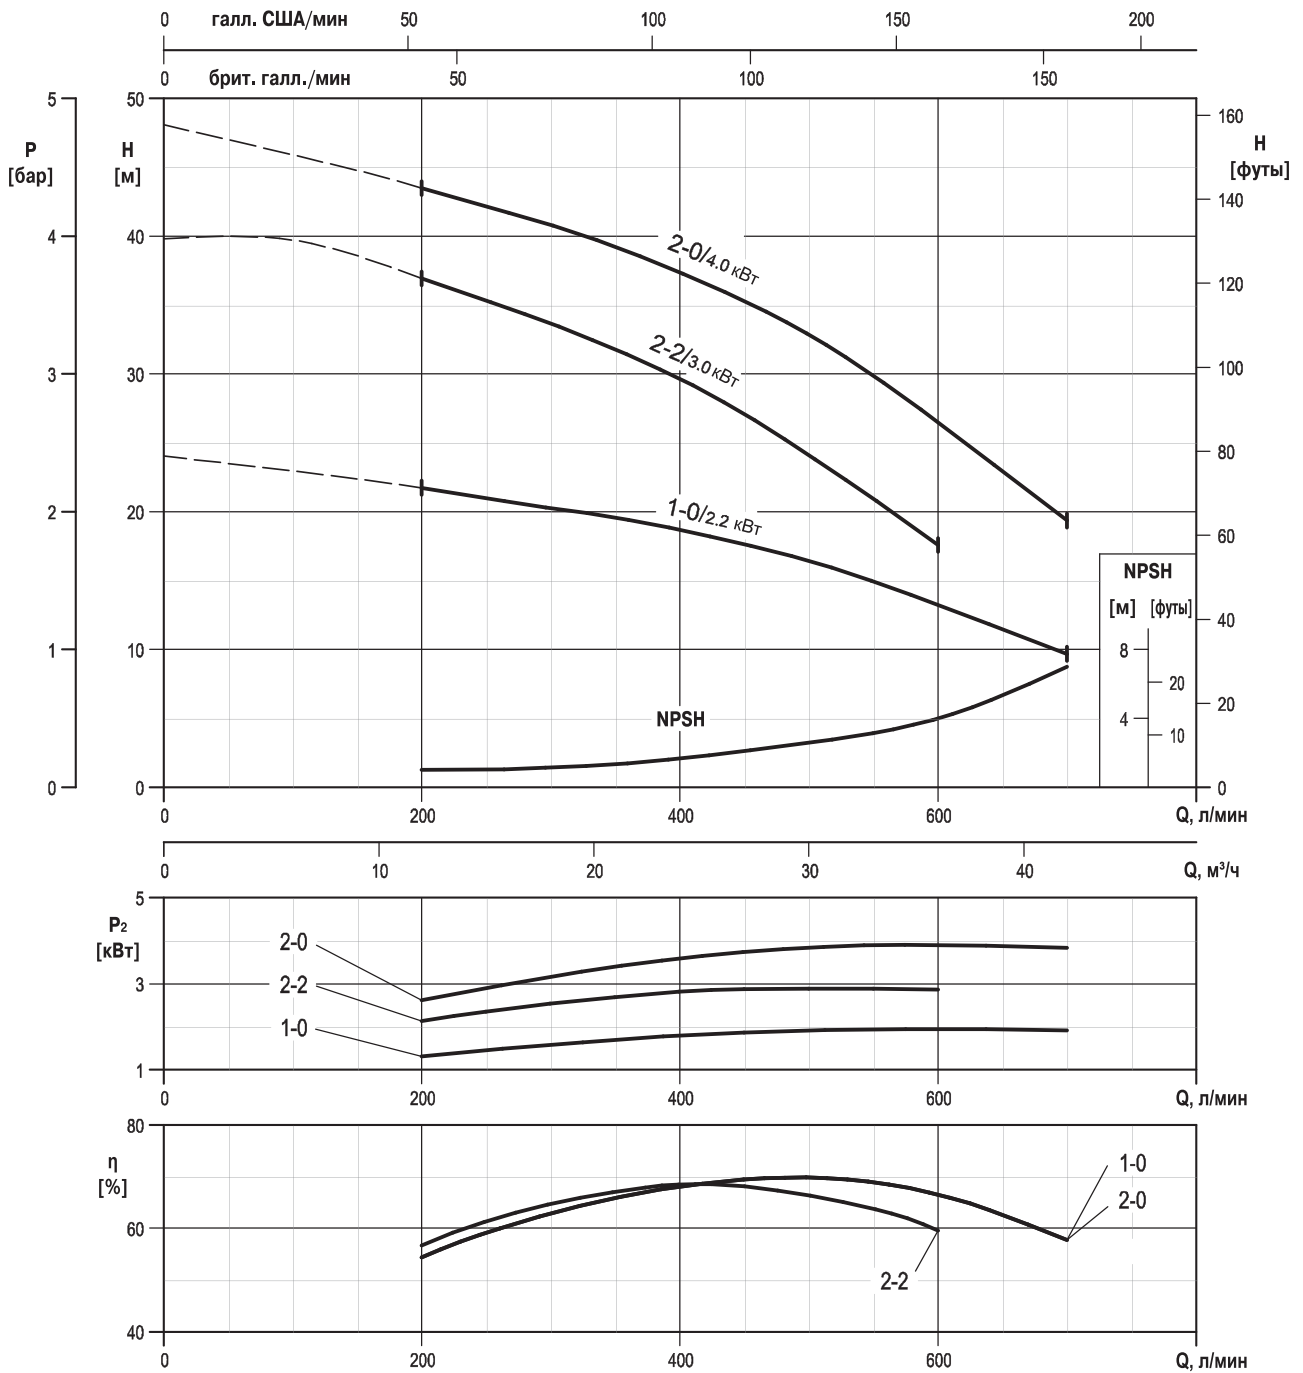 0 галл. США/мин 50 100 150 200
0 брит. галл./мин 50 100 150
5 50 160
P H H
[бар] [м] [футы]
140
4 40
2-0/4.0 кВт
120
2-2/3.0 кВт
3 30 100
80
2 20
1-0/2.2 кВт
60
NPSH
[м] [футы]
40
1 10 8
20
20
NPSH 4
10
0 0 0
0 200 400 600 Q, л/мин
0 10 20 30 40 Q, м³/ч
5
P2
[кВт]
2-0
3
2-2
1-0
1
0 200 400 600 Q, л/мин
80
η
[%]
1-0
2-0
60
2-2
40
0 200 400 600 Q, л/мин